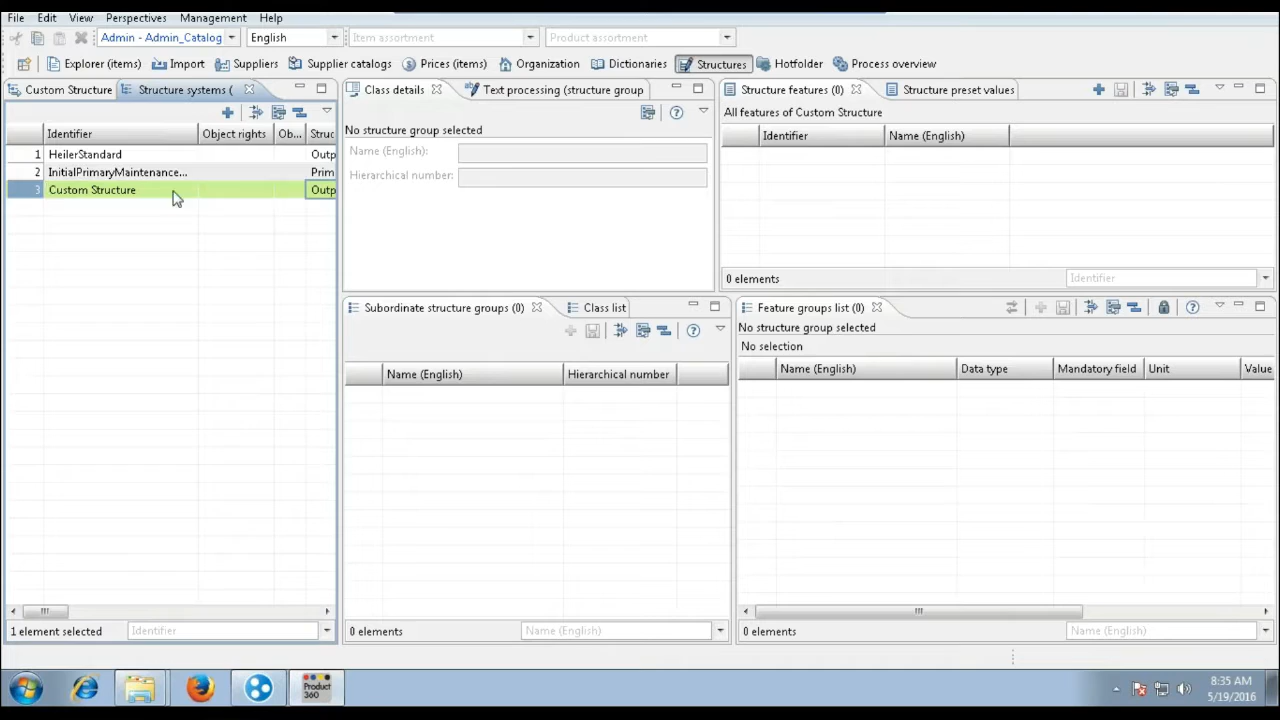 File Edit View Perspectives Management Help
Admin - Admin_Catalog English Item assortment Product assortment
Explorer (items) Import Suppliers Supplier catalogs Prices (items) Organization Dictionaries Structures Hotfolder Process overview
Custom Structure Structure systems (
Identifier Object rights Ob... Struc
1 HeilerStandard Outp
2 InitialPrimaryMaintenance... Prim
3 Custom Structure Outp
1 element selected Identifier
Class details Text processing (structure group
No structure group selected
Name (English):
Hierarchical number:
Structure features (0) Structure preset values
All features of Custom Structure
Identifier Name (English)
0 elements Identifier
Subordinate structure groups (0) Class list
Name (English) Hierarchical number
0 elements Name (English)
Feature groups list (0)
No structure group selected
No selection
Name (English) Data type Mandatory field Unit Value
0 elements Name (English)
Product
360
8:35 AM
5/19/2016